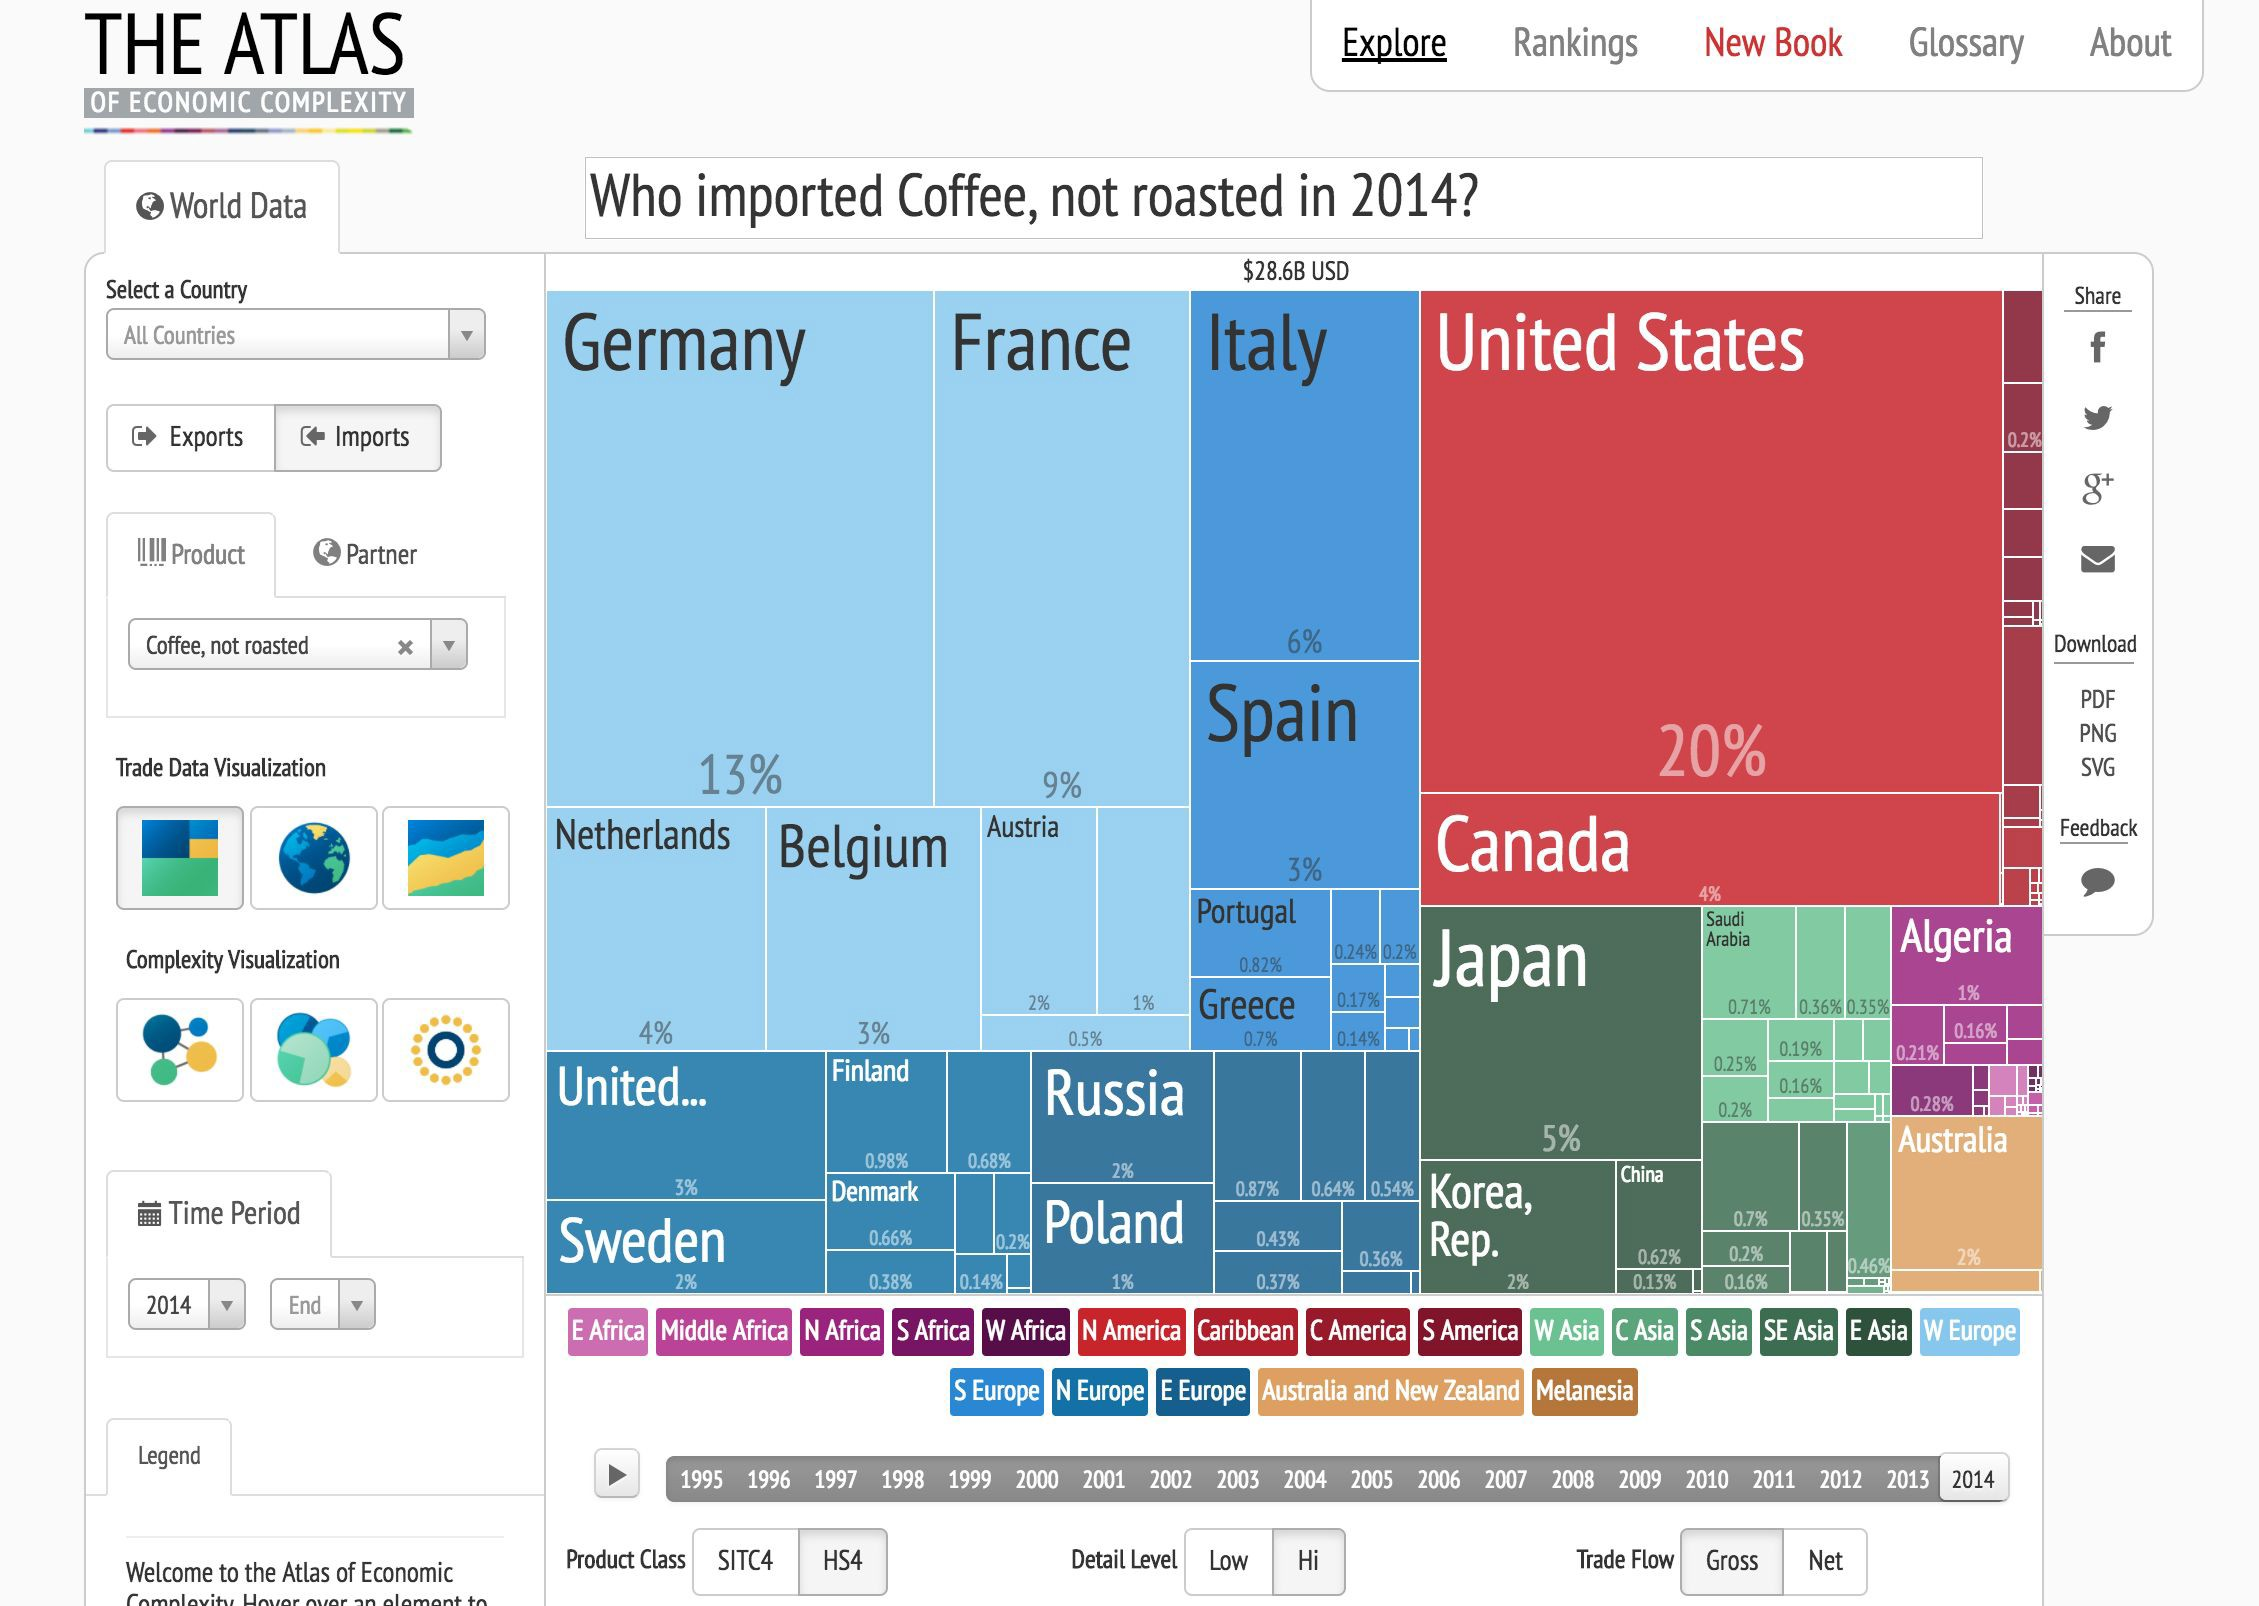 THE ATLAS
OF ECONOMIC COMPLEXITY
Explore
Rankings
New Book
Glossary
About
World Data
Who imported Coffee, not roasted in 2014?
Select a Country
All Countries
Exports
Imports
Product
Partner
Coffee, not roasted
Trade Data Visualization
Complexity Visualization
Time Period
2014
End
Legend
Welcome to the Atlas of Economic
Complexity. Hover over an element to
$28.6B USD
Germany
13%
France
9%
Italy
6%
Spain
3%
United States
20%
0.2%
Canada
4%
Netherlands
4%
Belgium
3%
Austria
2%
1%
0.5%
Portugal
0.82%
0.24%
0.2%
Greece
0.7%
0.17%
0.14%
United...
3%
Sweden
2%
Finland
0.98%
0.68%
Denmark
0.66%
0.38%
0.2%
0.14%
Russia
2%
Poland
1%
0.87%
0.64%
0.54%
0.43%
0.37%
0.36%
Japan
5%
Korea,
Rep.
2%
China
0.62%
0.13%
Saudi
Arabia
0.71%
0.36%
0.35%
0.25%
0.19%
0.16%
0.2%
0.7%
0.35%
0.2%
0.16%
0.46%
Algeria
1%
0.21%
0.16%
0.28%
Australia
2%
E Africa
Middle Africa
N Africa
S Africa
W Africa
N America
Caribbean
C America
S America
W Asia
C Asia
S Asia
SE Asia
E Asia
W Europe
S Europe
N Europe
E Europe
Australia and New Zealand
Melanesia
1995 1996 1997 1998 1999 2000 2001 2002 2003 2004 2005 2006 2007 2008 2009 2010 2011 2012 2013 2014
Product Class
SITC4
HS4
Detail Level
Low
Hi
Trade Flow
Gross
Net
Share
f
g+
Download
PDF
PNG
SVG
Feedback